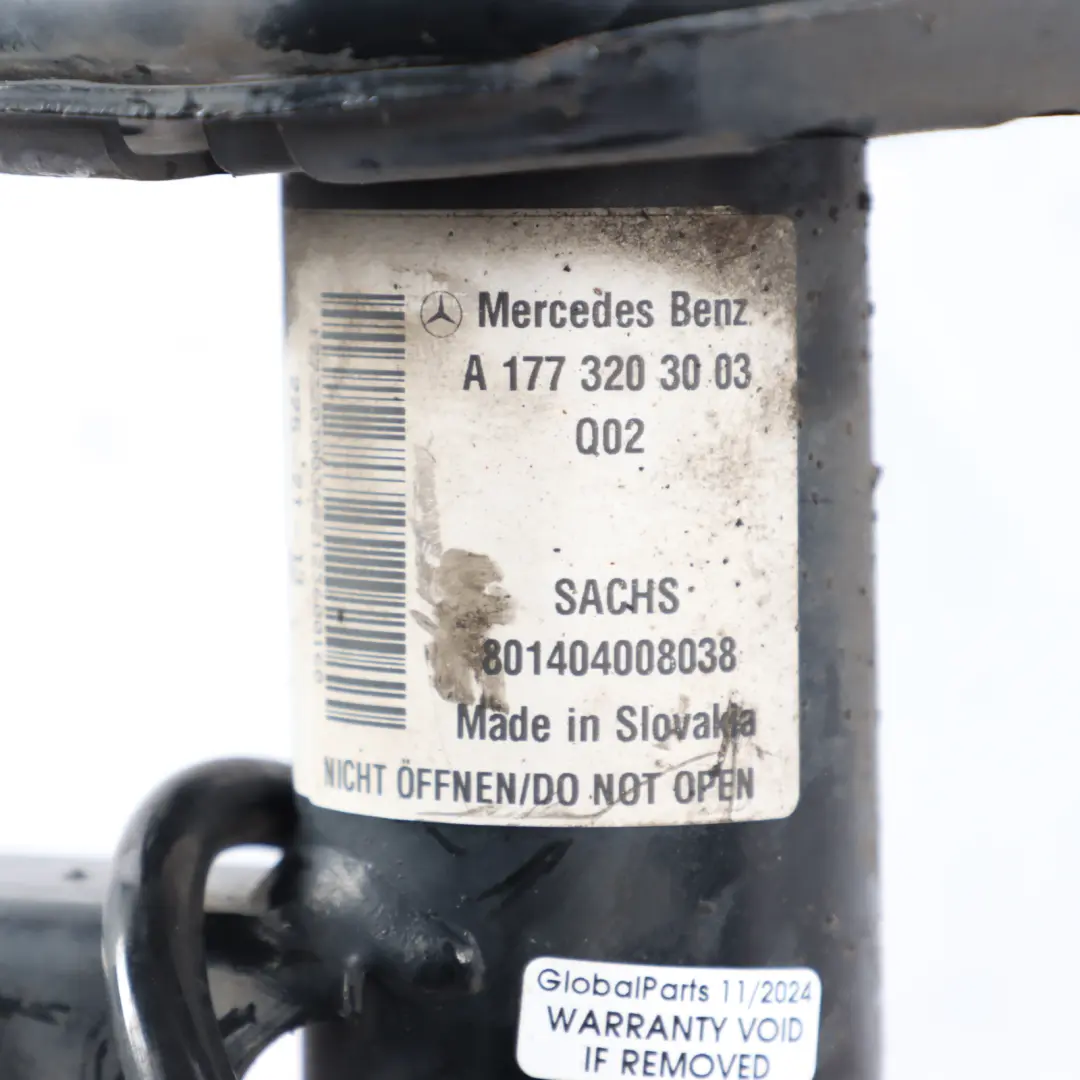 Mercedes Benz
A 177 320 30 03
Q02
SACHS
801404008038
Made in Slovakia
NICHT ÖFFNEN/DO NOT OPEN
GlobalParts 11/2024
WARRANTY VOID
IF REMOVED